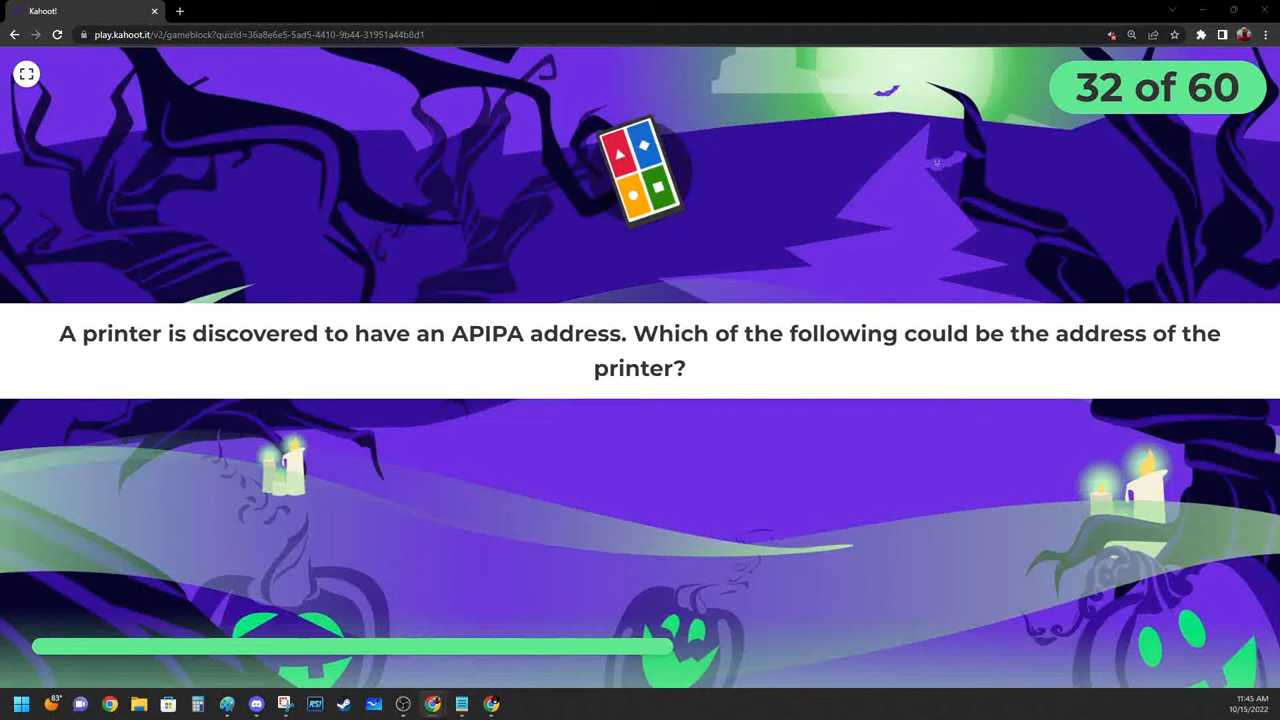 Kahoot!
play.kahoot.it/v2/gameblock?quizId=36a8e6e5-5ad5-4410-9b44-31951a44b8d1
32 of 60
A printer is discovered to have an APIPA address. Which of the following could be the address of the
printer?
83°
RSI
11:45 AM
10/15/2022